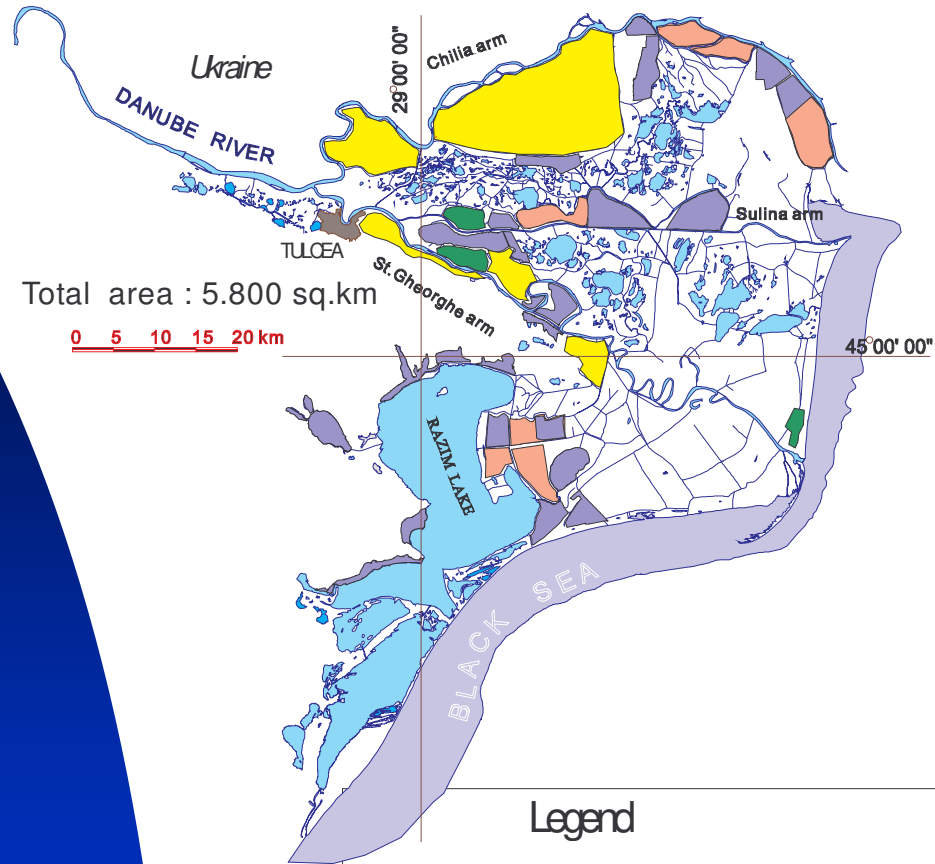 Ukraine
29°00' 00"
Chilia arm
DANUBE RIVER
Sulina arm
TULCEA
St.Gheorghe arm
Total area : 5.800 sq.km
0 5 10 15 20 km
45°00' 00"
RAZIM LAKE
BLACK SEA
Legend